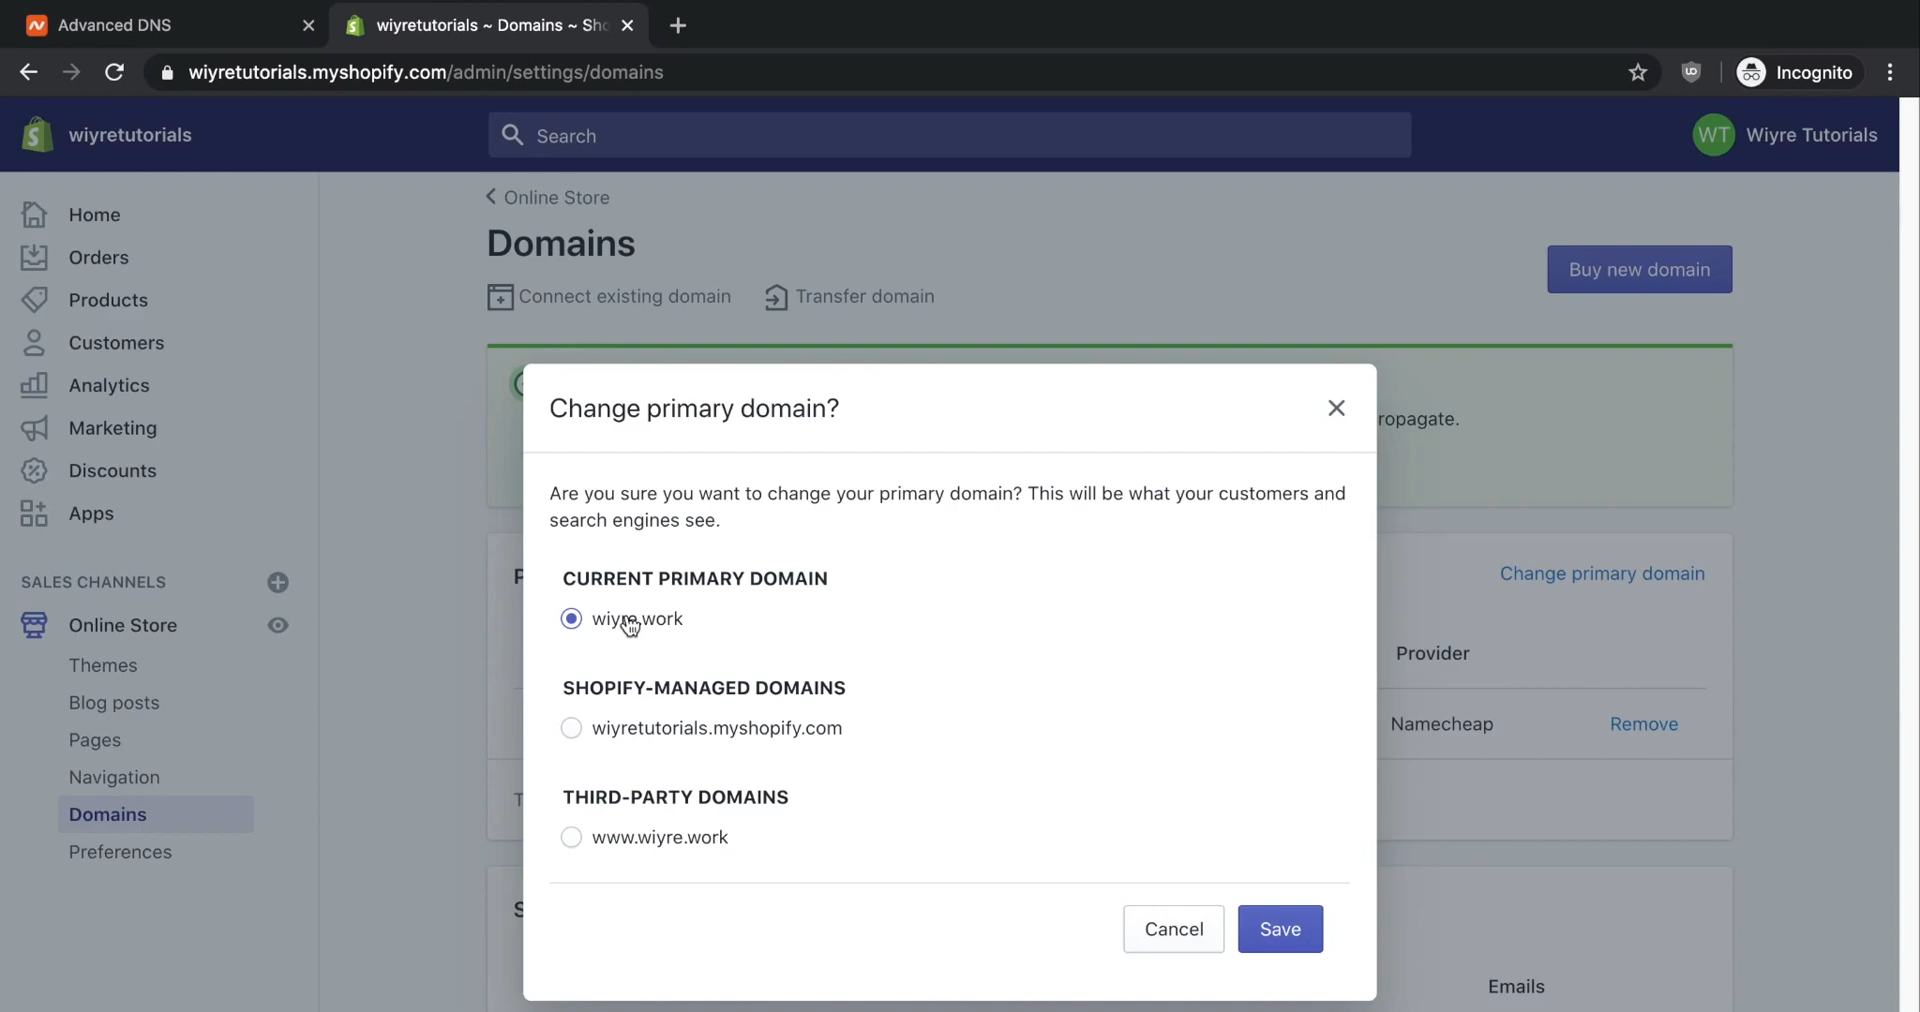 Advanced DNS
wiyretutorials ~ Domains ~ Sho
wiyretutorials.myshopify.com/admin/settings/domains
Incognito
wiyretutorials
Search
WT
Wiyre Tutorials
Home
Orders
Products
Customers
Analytics
Marketing
Discounts
Apps
SALES CHANNELS
Online Store
Themes
Blog posts
Pages
Navigation
Domains
Preferences
Online Store
Domains
Connect existing domain
Transfer domain
Buy new domain
ropagate.
Change primary domain?
Are you sure you want to change your primary domain? This will be what your customers and
search engines see.
CURRENT PRIMARY DOMAIN
wiyre.work
SHOPIFY-MANAGED DOMAINS
wiyretutorials.myshopify.com
THIRD-PARTY DOMAINS
www.wiyre.work
Cancel
Save
Change primary domain
Provider
Namecheap
Remove
Emails